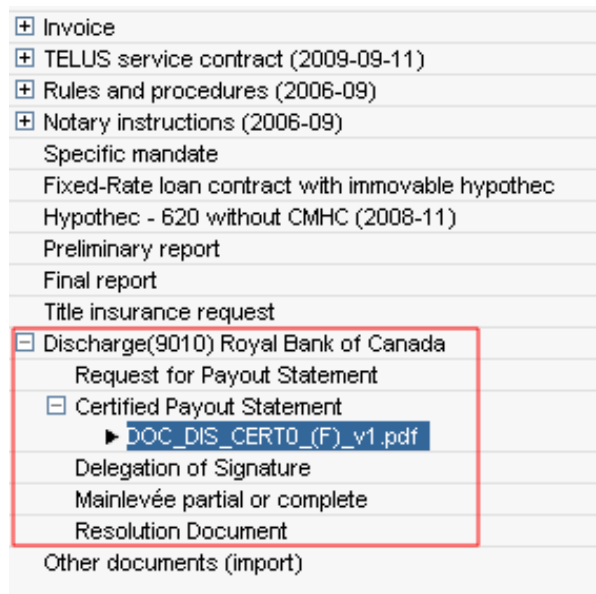 Invoice
TELUS service contract (2009-09-11)
Rules and procedures (2006-09)
Notary instructions (2006-09)
Specific mandate
Fixed-Rate loan contract with immovable hypothec
Hypothec - 620 without CMHC (2008-11)
Preliminary report
Final report
Title insurance request
Discharge(9010) Royal Bank of Canada
Request for Payout Statement
Certified Payout Statement
DOC_DIS_CERT0_(F)_v1.pdf
Delegation of Signature
Mainlevée partial or complete
Resolution Document
Other documents (import)